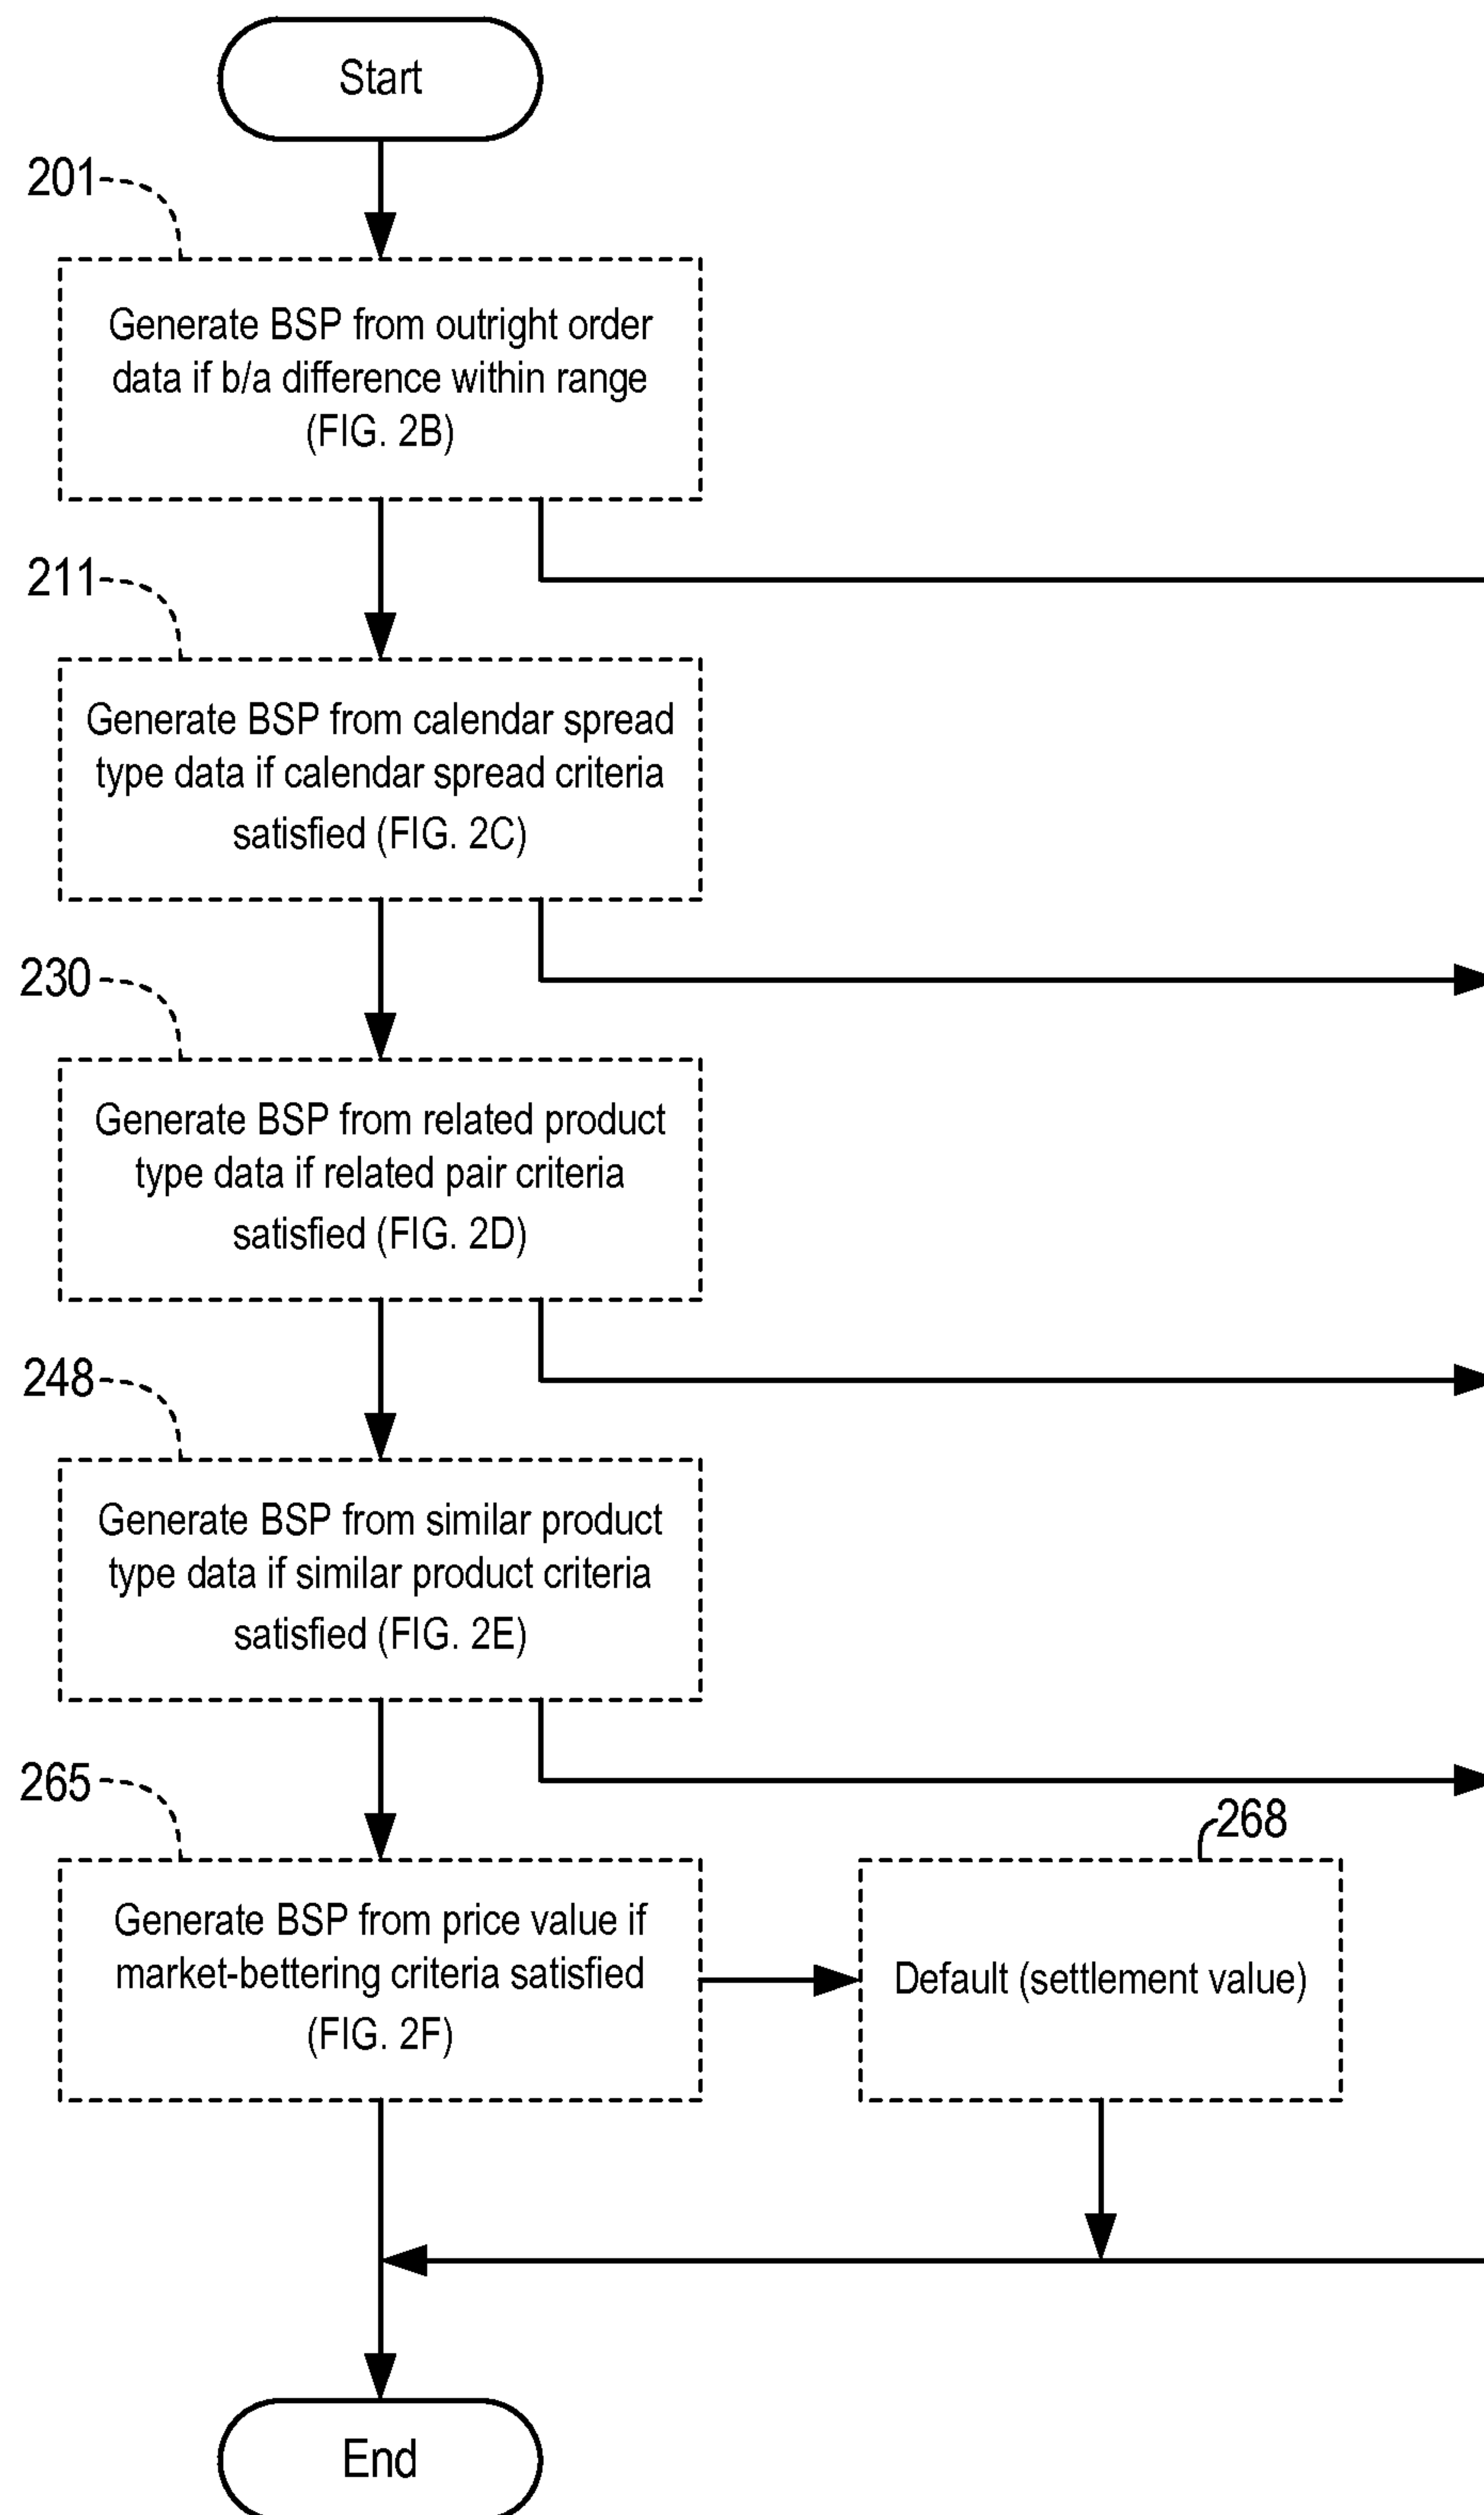 Start
201
Generate BSP from outright order
data if b/a difference within range
(FIG. 2B)
211
Generate BSP from calendar spread
type data if calendar spread criteria
satisfied (FIG. 2C)
230
Generate BSP from related product
type data if related pair criteria
satisfied (FIG. 2D)
248
Generate BSP from similar product
type data if similar product criteria
satisfied (FIG. 2E)
265
Generate BSP from price value if
market-bettering criteria satisfied
(FIG. 2F)
268
Default (settlement value)
End